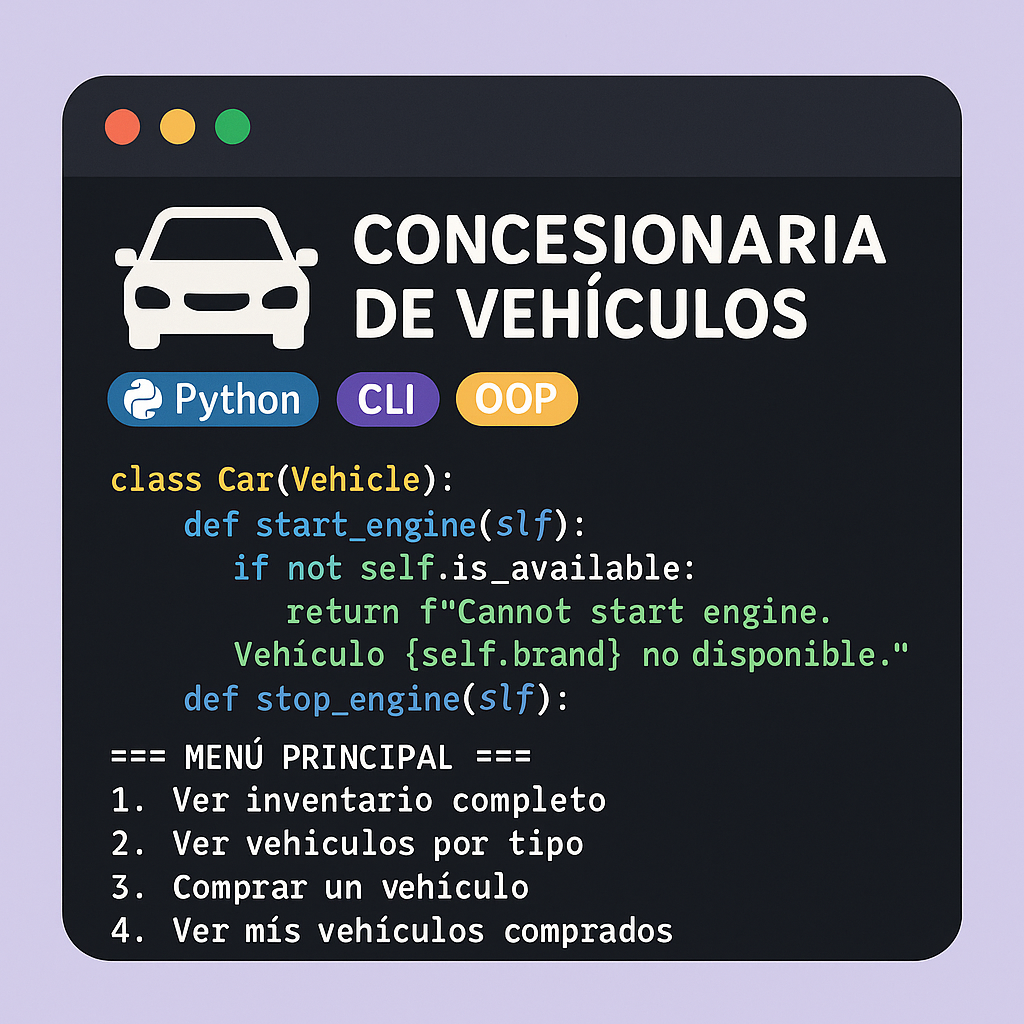 CONCESIONARIA
DE VEHÍCULOS
Python CLI OOP
class Car(Vehicle):
    def start_engine(slf):
        if not self.is_available:
            return f"Cannot start engine.
        Vehículo {self.brand} no disponible."
    def stop_engine(slf):
=== MENÚ PRINCIPAL ===
1. Ver inventario completo
2. Ver vehiculos por tipo
3. Comprar un vehículo
4. Ver mís vehículos comprados